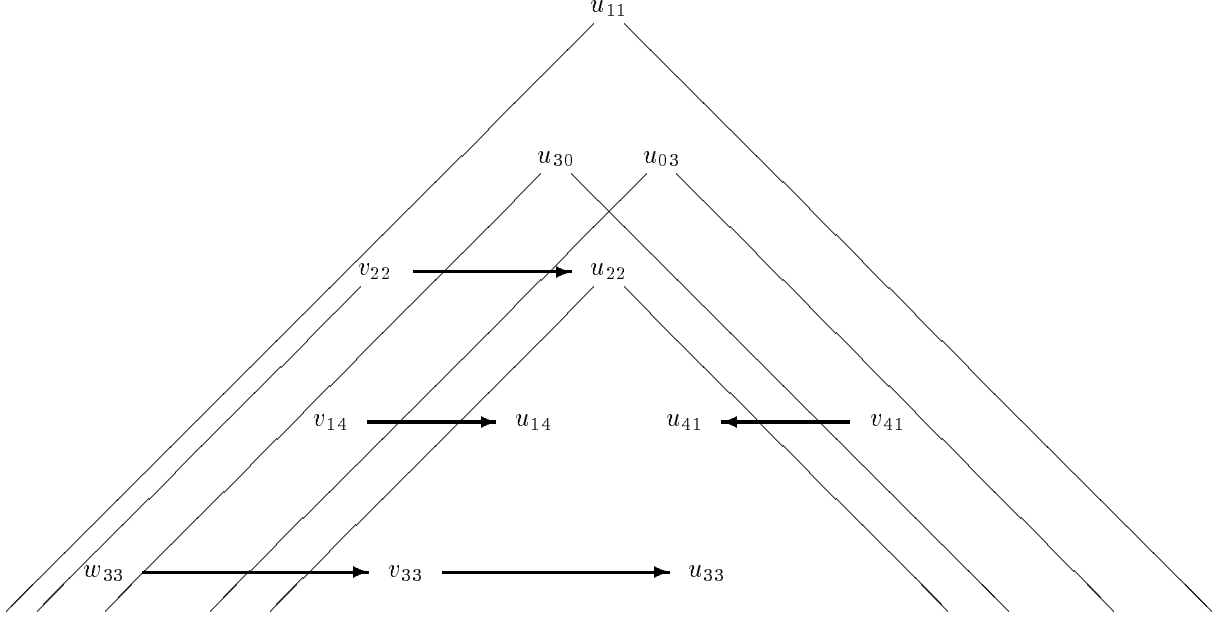 u₁₁
u₃₀ u₀₃
v₂₂ u₂₂
v₁₄ u₁₄ u₄₁ v₄₁
w₃₃ v₃₃ u₃₃